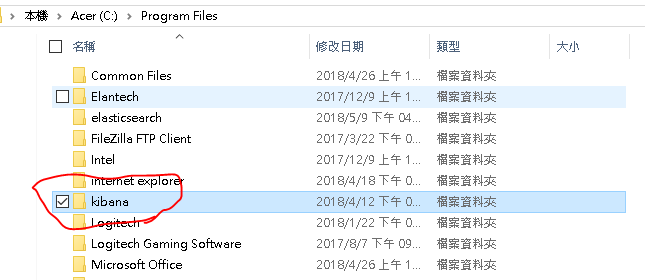 本機 > Acer (C:) > Program Files
名稱 修改日期 類型 大小
Common Files 2018/4/26 上午 1... 檔案資料夾
Elantech 2017/12/9 上午 1... 檔案資料夾
elasticsearch 2018/5/9 下午 04... 檔案資料夾
FileZilla FTP Client 2017/3/22 下午 0... 檔案資料夾
Intel 2017/12/9 上午 1... 檔案資料夾
internet explorer 2018/4/18 下午 0... 檔案資料夾
kibana 2018/4/12 下午 0... 檔案資料夾
Logitech 2018/1/22 下午 0... 檔案資料夾
Logitech Gaming Software 2017/8/7 下午 09... 檔案資料夾
Microsoft Office 2018/4/26 上午 1... 檔案資料夾